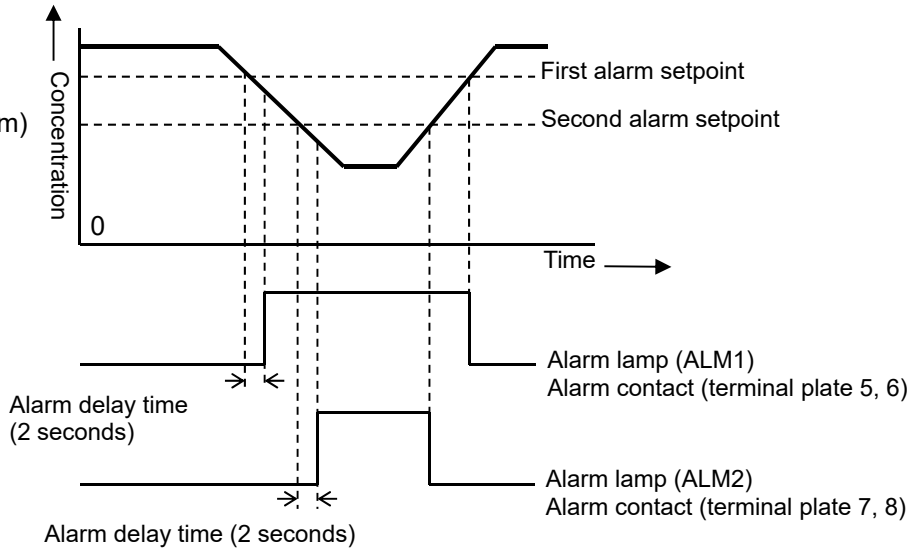 Concentration
First alarm setpoint
m)
Second alarm setpoint
0
Time
Alarm lamp (ALM1)
Alarm contact (terminal plate 5, 6)
Alarm delay time
(2 seconds)
Alarm lamp (ALM2)
Alarm contact (terminal plate 7, 8)
Alarm delay time (2 seconds)